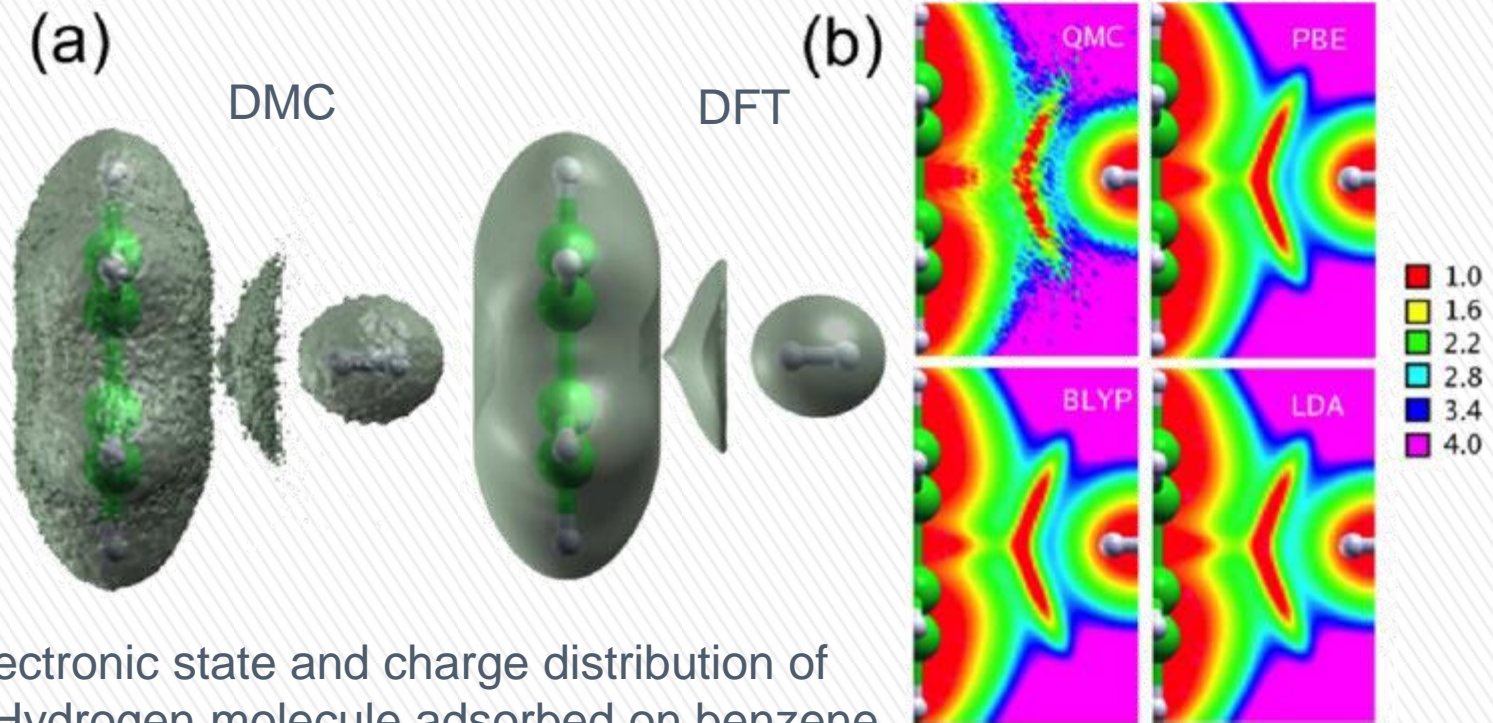 (a)
DMC
DFT
(b)
QMC
PBE
BLYP
LDA
1.0
1.6
2.2
2.8
3.4
4.0
ectronic state and charge distribution of
Hydrogen molecule adsorbed on benzene